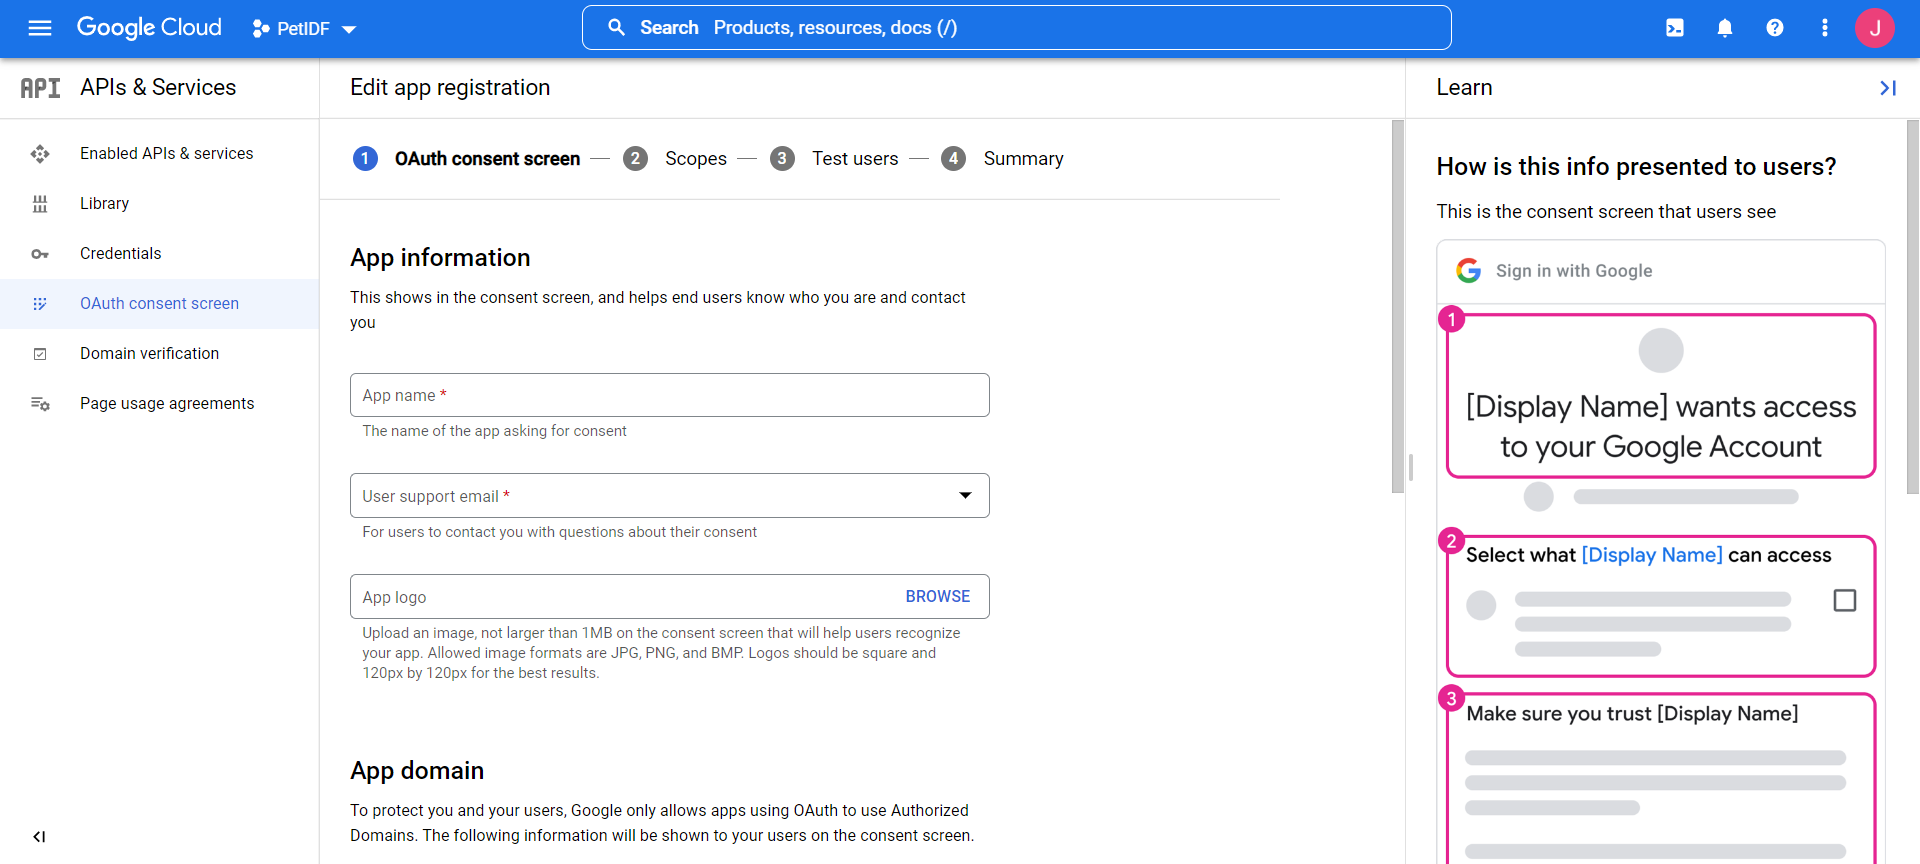 Google Cloud
PetIDF
Search Products, resources, docs (/)
J
API APIs & Services
Enabled APIs & services
Library
Credentials
OAuth consent screen
Domain verification
Page usage agreements
Edit app registration
1 OAuth consent screen
2 Scopes
3 Test users
4 Summary
App information
This shows in the consent screen, and helps end users know who you are and contact
you
App name *
The name of the app asking for consent
User support email *
For users to contact you with questions about their consent
App logo
BROWSE
Upload an image, not larger than 1MB on the consent screen that will help users recognize
your app. Allowed image formats are JPG, PNG, and BMP. Logos should be square and
120px by 120px for the best results.
App domain
To protect you and your users, Google only allows apps using OAuth to use Authorized
Domains. The following information will be shown to your users on the consent screen.
Learn
How is this info presented to users?
This is the consent screen that users see
Sign in with Google
1
[Display Name] wants access
to your Google Account
2
Select what [Display Name] can access
3
Make sure you trust [Display Name]